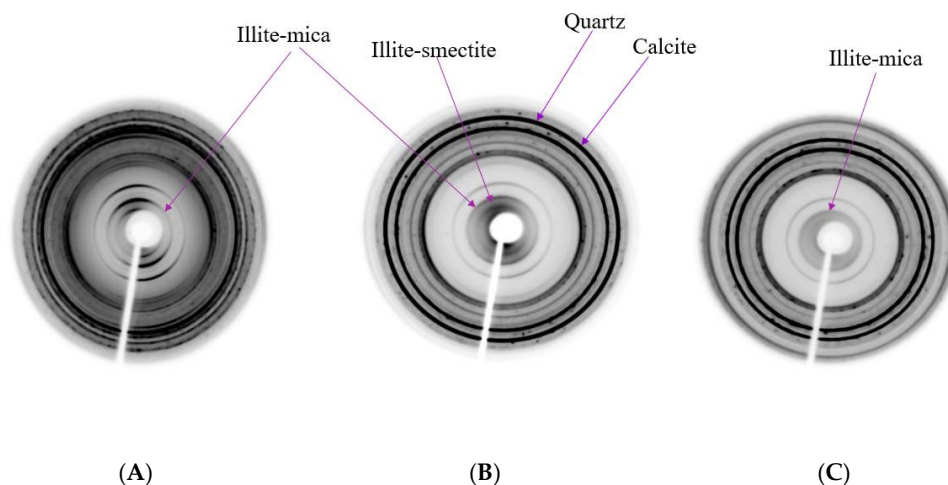 Quartz
Illite-mica
Illite-smectite
Calcite
Illite-mica
(A)
(B)
(C)